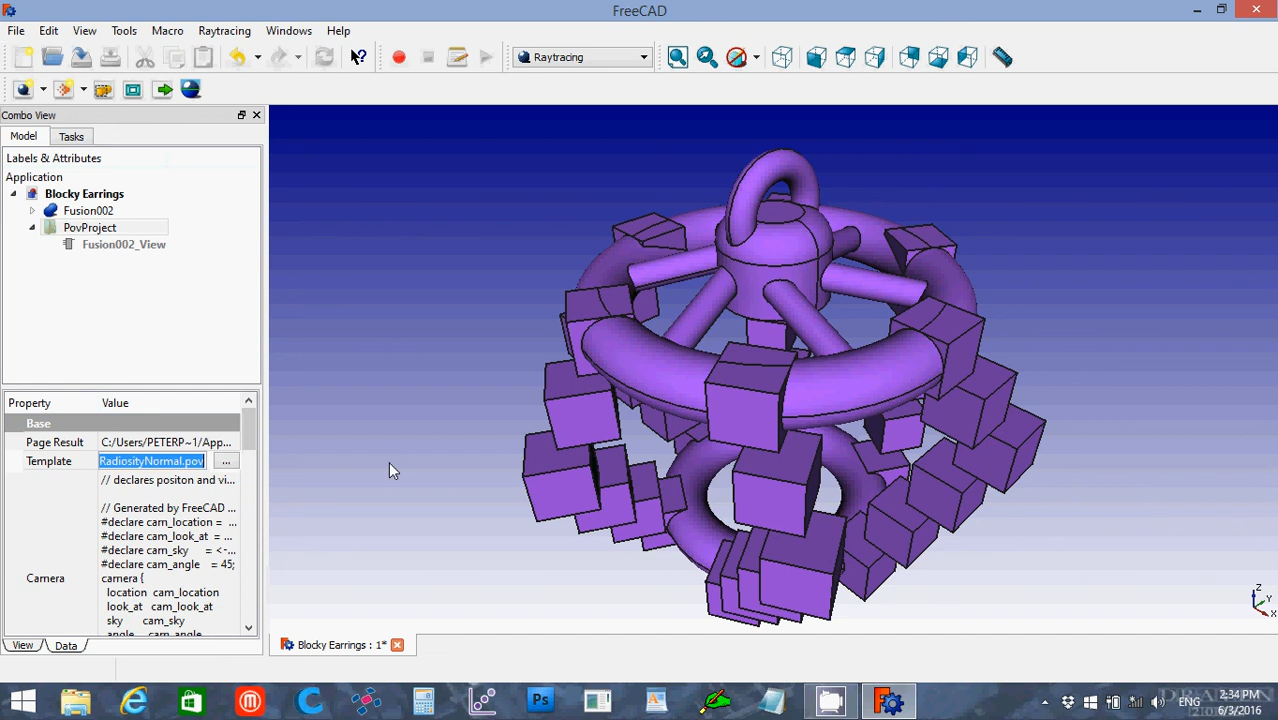 FreeCAD
File Edit View Tools Macro Raytracing Windows Help
Raytracing
Combo View
Model Tasks
Labels & Attributes
Application
Blocky Earrings
Fusion002
PovProject
Fusion002_View
Property Value
Base
Page Result C:/Users/PETERP~1/App...
Template RadiosityNormal.pov ...
// declares positon and vi...
// Generated by FreeCAD ...
#declare cam_location = ...
#declare cam_look_at = ...
#declare cam_sky = <-...
#declare cam_angle = 45;
Camera camera {
location cam_location
look_at cam_look_at
sky cam_sky
angle cam_angle
View Data
Blocky Earrings : 1*
Z
Y
X
Ps
ENG
2:34 PM
6/3/2016